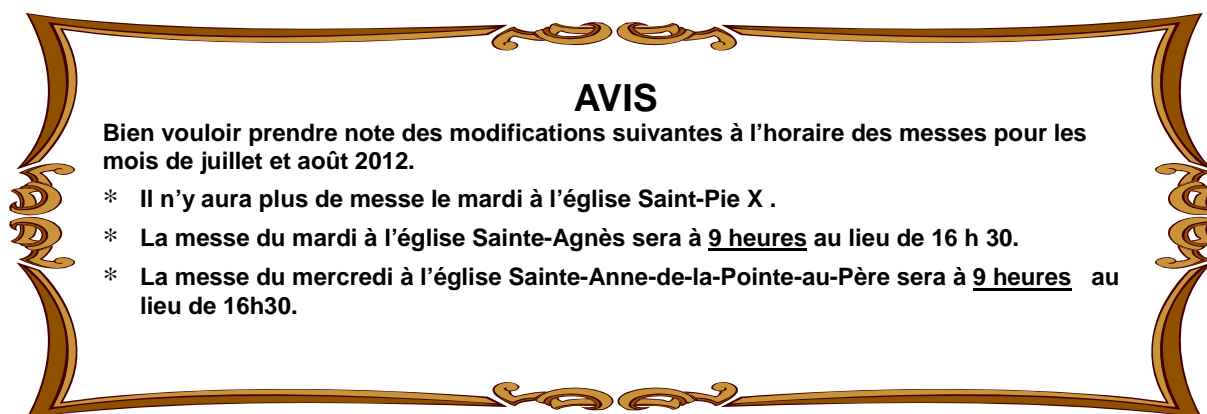 AVIS
Bien vouloir prendre note des modifications suivantes à l’horaire des messes pour les
mois de juillet et août 2012.
* Il n’y aura plus de messe le mardi à l’église Saint-Pie X .
* La messe du mardi à l’église Sainte-Agnès sera à 9 heures au lieu de 16 h 30.
* La messe du mercredi à l’église Sainte-Anne-de-la-Pointe-au-Père sera à 9 heures au
lieu de 16h30.